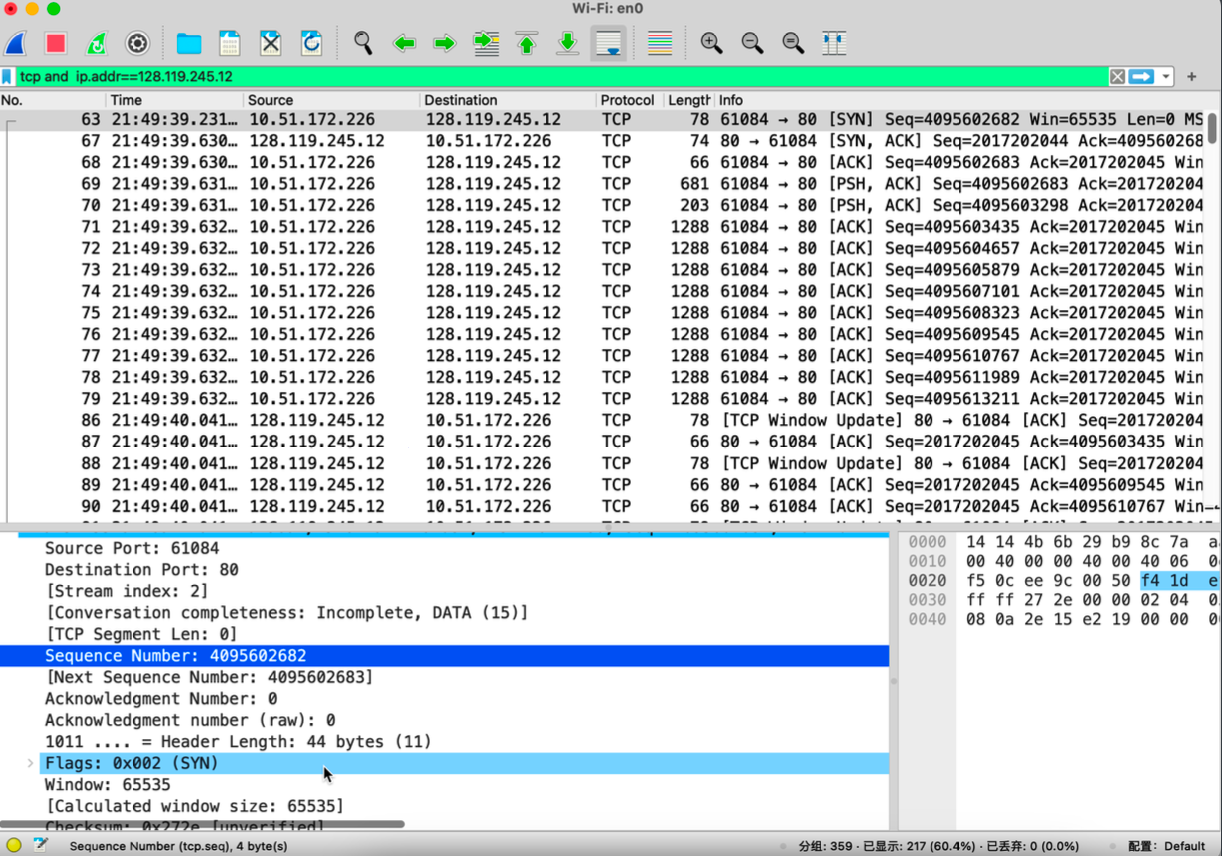 Wi-Fi: en0
tcp and ip.addr==128.119.245.12
No. Time Source Destination Protocol Length Info
63 21:49:39.231… 10.51.172.226 128.119.245.12 TCP 78 61084 → 80 [SYN] Seq=4095602682 Win=65535 Len=0 MS
67 21:49:39.630… 128.119.245.12 10.51.172.226 TCP 74 80 → 61084 [SYN, ACK] Seq=2017202044 Ack=409560268
68 21:49:39.630… 10.51.172.226 128.119.245.12 TCP 66 61084 → 80 [ACK] Seq=4095602683 Ack=2017202045 Win
69 21:49:39.631… 10.51.172.226 128.119.245.12 TCP 681 61084 → 80 [PSH, ACK] Seq=4095602683 Ack=201720204
70 21:49:39.631… 10.51.172.226 128.119.245.12 TCP 203 61084 → 80 [PSH, ACK] Seq=4095603298 Ack=201720204
71 21:49:39.632… 10.51.172.226 128.119.245.12 TCP 1288 61084 → 80 [ACK] Seq=4095603435 Ack=2017202045 Win
72 21:49:39.632… 10.51.172.226 128.119.245.12 TCP 1288 61084 → 80 [ACK] Seq=4095604657 Ack=2017202045 Win
73 21:49:39.632… 10.51.172.226 128.119.245.12 TCP 1288 61084 → 80 [ACK] Seq=4095605879 Ack=2017202045 Win
74 21:49:39.632… 10.51.172.226 128.119.245.12 TCP 1288 61084 → 80 [ACK] Seq=4095607101 Ack=2017202045 Win
75 21:49:39.632… 10.51.172.226 128.119.245.12 TCP 1288 61084 → 80 [ACK] Seq=4095608323 Ack=2017202045 Win
76 21:49:39.632… 10.51.172.226 128.119.245.12 TCP 1288 61084 → 80 [ACK] Seq=4095609545 Ack=2017202045 Win
77 21:49:39.632… 10.51.172.226 128.119.245.12 TCP 1288 61084 → 80 [ACK] Seq=4095610767 Ack=2017202045 Win
78 21:49:39.632… 10.51.172.226 128.119.245.12 TCP 1288 61084 → 80 [ACK] Seq=4095611989 Ack=2017202045 Win
79 21:49:39.632… 10.51.172.226 128.119.245.12 TCP 1288 61084 → 80 [ACK] Seq=4095613211 Ack=2017202045 Win
86 21:49:40.041… 128.119.245.12 10.51.172.226 TCP 78 [TCP Window Update] 80 → 61084 [ACK] Seq=201720204
87 21:49:40.041… 128.119.245.12 10.51.172.226 TCP 66 80 → 61084 [ACK] Seq=2017202045 Ack=4095603435 Win
88 21:49:40.041… 128.119.245.12 10.51.172.226 TCP 78 [TCP Window Update] 80 → 61084 [ACK] Seq=201720204
89 21:49:40.041… 128.119.245.12 10.51.172.226 TCP 66 80 → 61084 [ACK] Seq=2017202045 Ack=4095609545 Win
90 21:49:40.041… 128.119.245.12 10.51.172.226 TCP 66 80 → 61084 [ACK] Seq=2017202045 Ack=4095610767 Win
Source Port: 61084
Destination Port: 80
[Stream index: 2]
[Conversation completeness: Incomplete, DATA (15)]
[TCP Segment Len: 0]
Sequence Number: 4095602682
[Next Sequence Number: 4095602683]
Acknowledgment Number: 0
Acknowledgment number (raw): 0
1011 .... = Header Length: 44 bytes (11)
Flags: 0x002 (SYN)
Window: 65535
[Calculated window size: 65535]
Checksum: 0x272e [unverified]
0000 14 14 4b 6b 29 b9 8c 7a
0010 00 40 00 00 40 00 40 06
0020 f5 0c ee 9c 00 50 f4 1d
0030 ff ff 27 2e 00 00 02 04
0040 08 0a 2e 15 e2 19 00 00
Sequence Number (tcp.seq), 4 byte(s)
分组: 359 · 已显示: 217 (60.4%) · 已丢弃: 0 (0.0%)
配置: Default